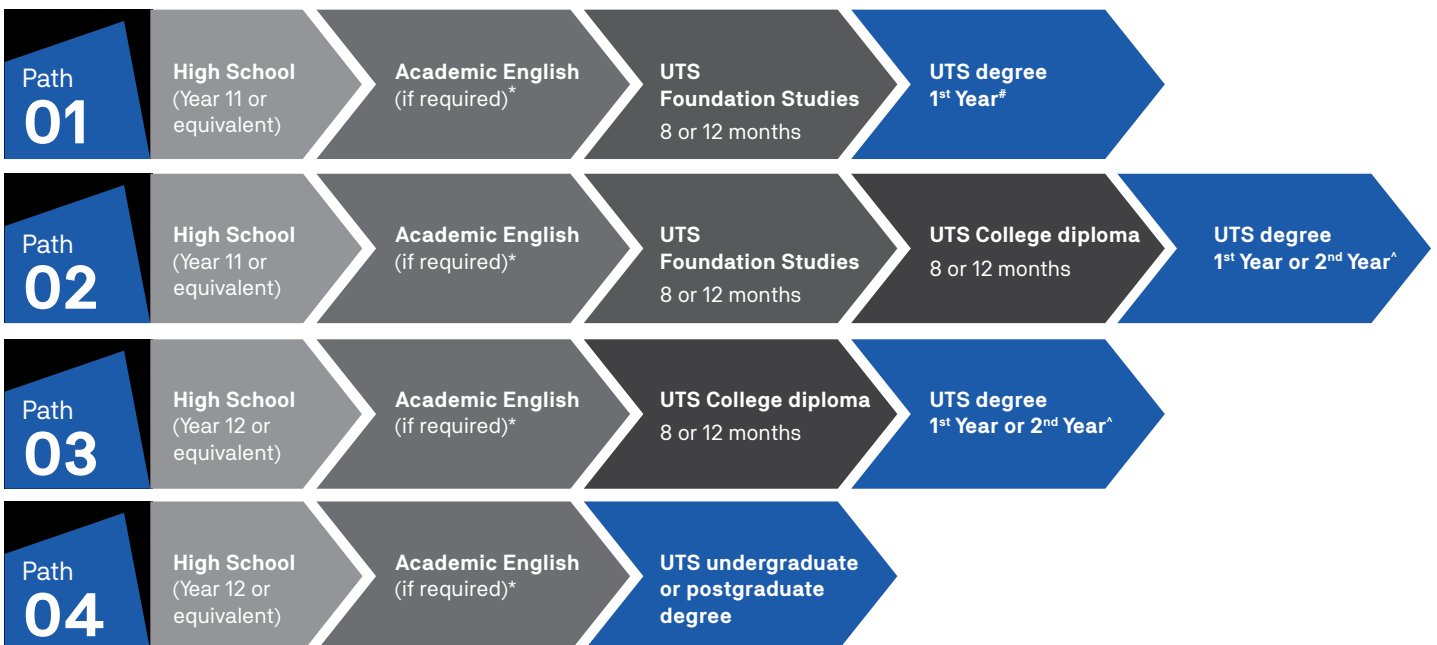 Path
01
High School
(Year 11 or
equivalent)
Academic English
(if required)*
UTS
Foundation Studies
8 or 12 months
UTS degree
1st Year#
Path
02
High School
(Year 11 or
equivalent)
Academic English
(if required)*
UTS
Foundation Studies
8 or 12 months
UTS College diploma
8 or 12 months
UTS degree
1st Year or 2nd Year^
Path
03
High School
(Year 12 or
equivalent)
Academic English
(if required)*
UTS College diploma
8 or 12 months
UTS degree
1st Year or 2nd Year^
Path
04
High School
(Year 12 or
equivalent)
Academic English
(if required)*
UTS undergraduate
or postgraduate
degree